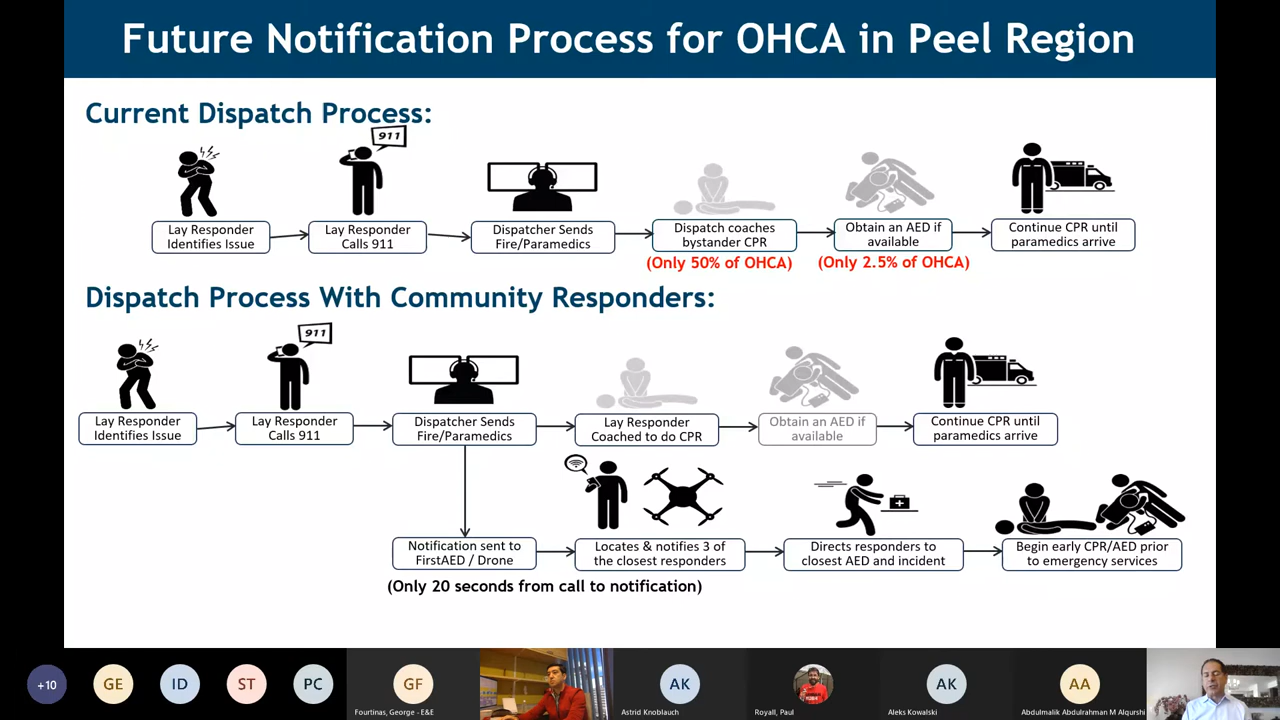 Future Notification Process for OHCA in Peel Region
Current Dispatch Process:
911
Lay Responder
Identifies Issue
Lay Responder
Calls 911
Dispatcher Sends
Fire/Paramedics
Dispatch coaches
bystander CPR
(Only 50% of OHCA)
Obtain an AED if
available
(Only 2.5% of OHCA)
Continue CPR until
paramedics arrive
Dispatch Process With Community Responders:
911
Lay Responder
Identifies Issue
Lay Responder
Calls 911
Dispatcher Sends
Fire/Paramedics
Lay Responder
Coached to do CPR
Obtain an AED if
available
Continue CPR until
paramedics arrive
Notification sent to
FirstAED / Drone
Locates & notifies 3 of
the closest responders
Directs responders to
closest AED and incident
Begin early CPR/AED prior
to emergency services
(Only 20 seconds from call to notification)
+10
GE
ID
ST
PC
GF
Fourtinas, George - E&E
AK
Astrid Knoblauch
Royall, Paul
AK
Aleks Kowalski
AA
Abdulmalik Abdulrahman M Alqurshi